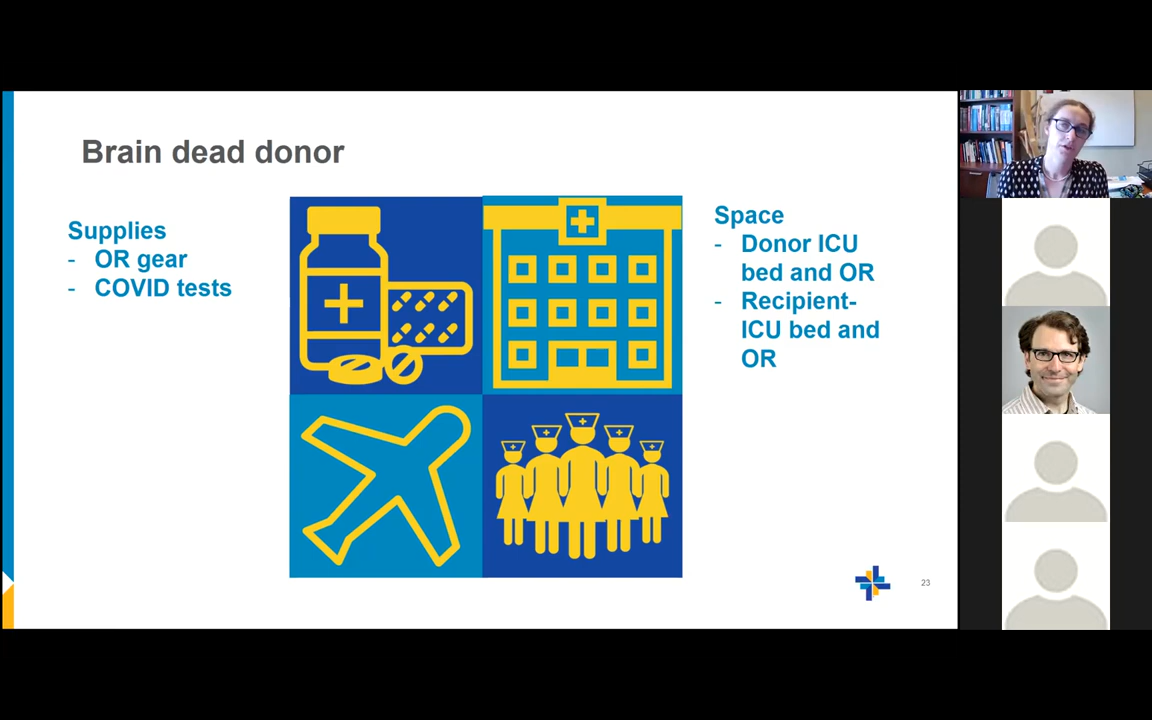 Brain dead donor
Supplies
- OR gear
- COVID tests
Space
- Donor ICU
bed and OR
- Recipient-
ICU bed and
OR
23